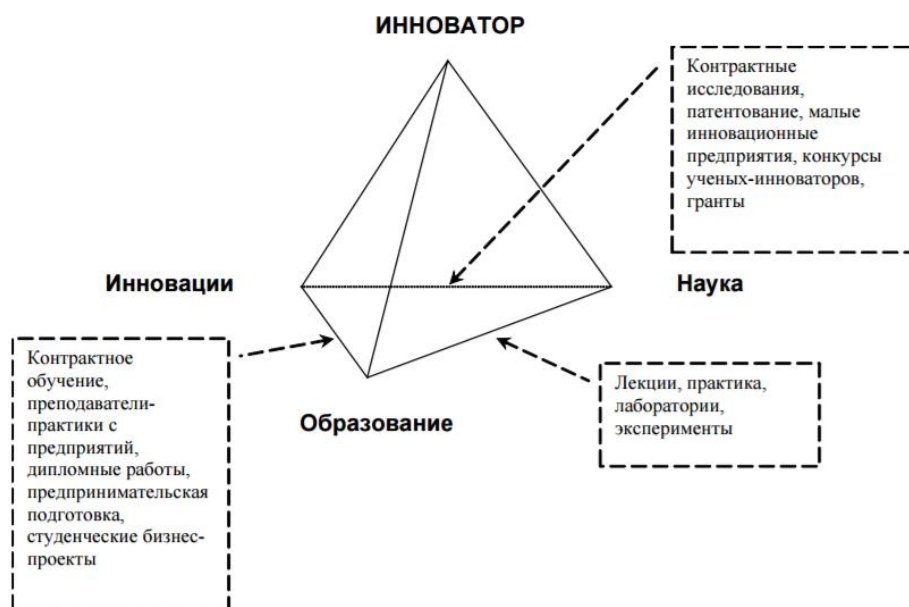 ИННОВАТОР
Контрактные
исследования,
патентование, малые
инновационные
предприятия, конкурсы
ученых-инноваторов,
гранты
Инновации
Наука
Контрактное
обучение,
преподаватели-
практики с
предприятий,
дипломные работы,
предпринимательская
подготовка,
студенческие бизнес-
проекты
Образование
Лекции, практика,
лаборатории,
эксперименты